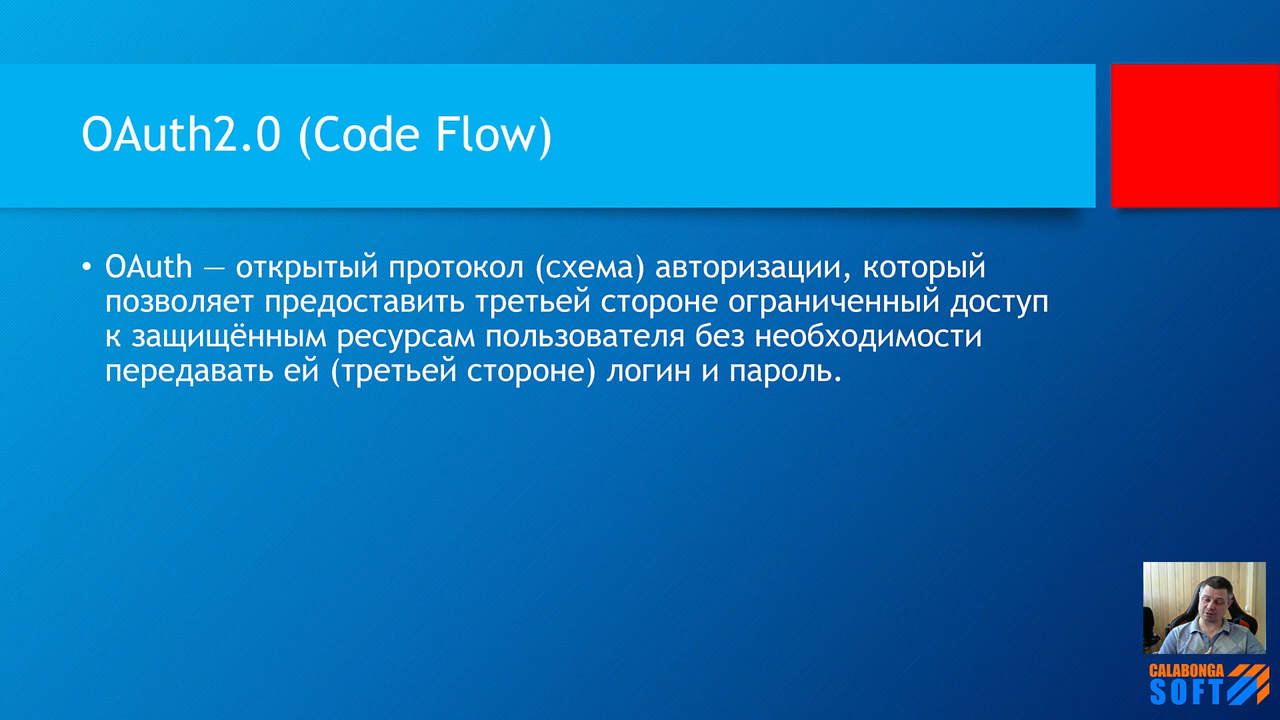 OAuth2.0 (Code Flow)
• OAuth — открытый протокол (схема) авторизации, который
позволяет предоставить третьей стороне ограниченный доступ
к защищённым ресурсам пользователя без необходимости
передавать ей (третьей стороне) логин и пароль.
CALABONGA
SOFT